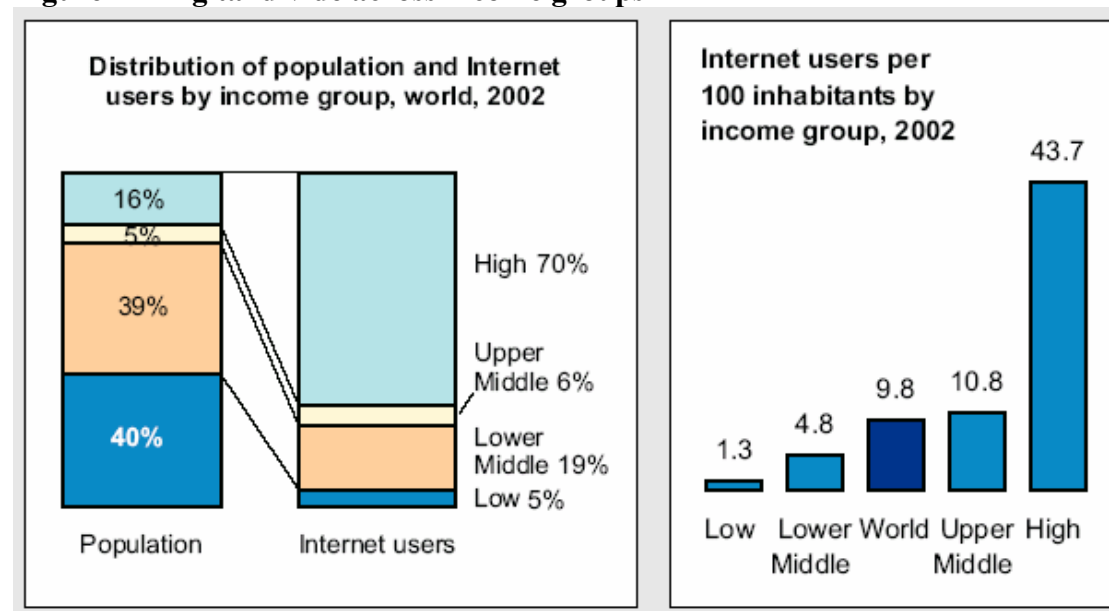 Distribution of population and Internet
users by income group, world, 2002
16%
5%
39%
40%
High 70%
Upper
Middle 6%
Lower
Middle 19%
Low 5%
Population
Internet users
Internet users per
100 inhabitants by
income group, 2002
1.3
4.8
9.8
10.8
43.7
Low
Lower
Middle
World
Upper
Middle
High